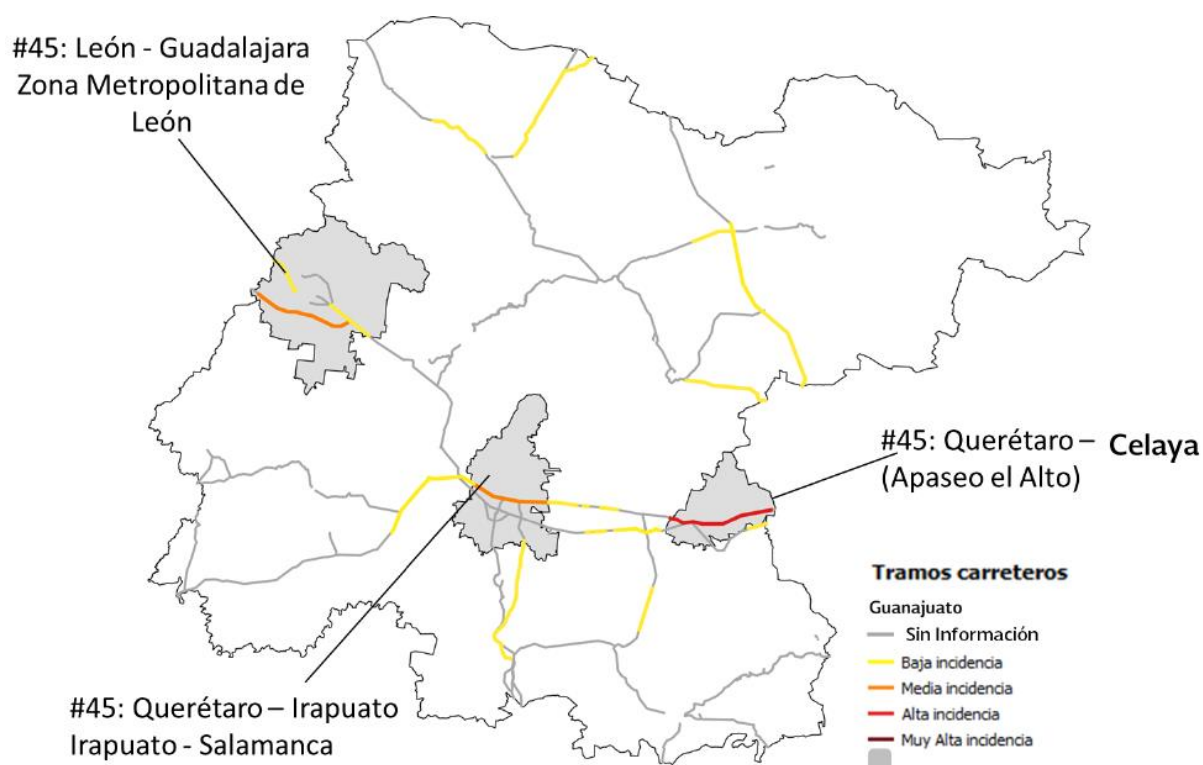 #45: León - Guadalajara
Zona Metropolitana de
León
#45: Querétaro – Celaya
(Apaseo el Alto)
#45: Querétaro – Irapuato
Irapuato - Salamanca
Tramos carreteros
Guanajuato
Sin Información
Baja incidencia
Media incidencia
Alta incidencia
Muy Alta incidencia